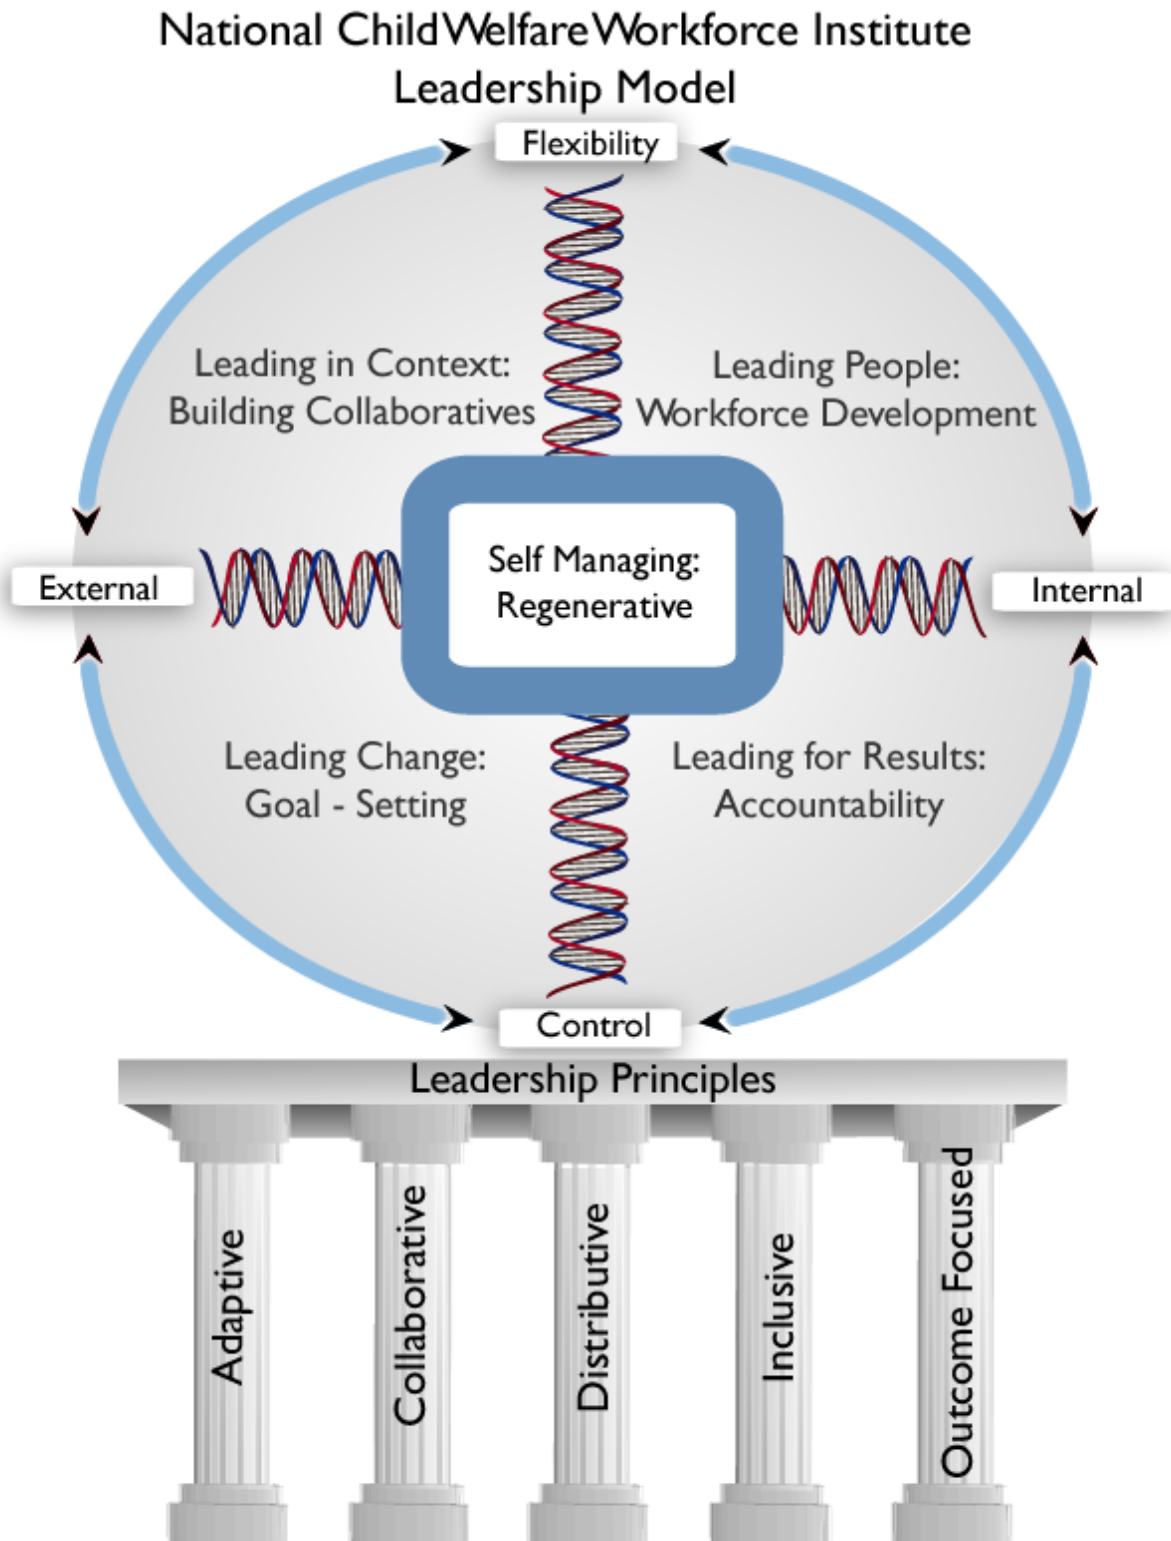 National Child Welfare Workforce Institute
Leadership Model
Flexibility
Leading in Context:
Building Collaboratives
Leading People:
Workforce Development
External
Self Managing:
Regenerative
Internal
Leading Change:
Goal - Setting
Leading for Results:
Accountability
Control
Leadership Principles
Adaptive
Collaborative
Distributive
Inclusive
Outcome Focused